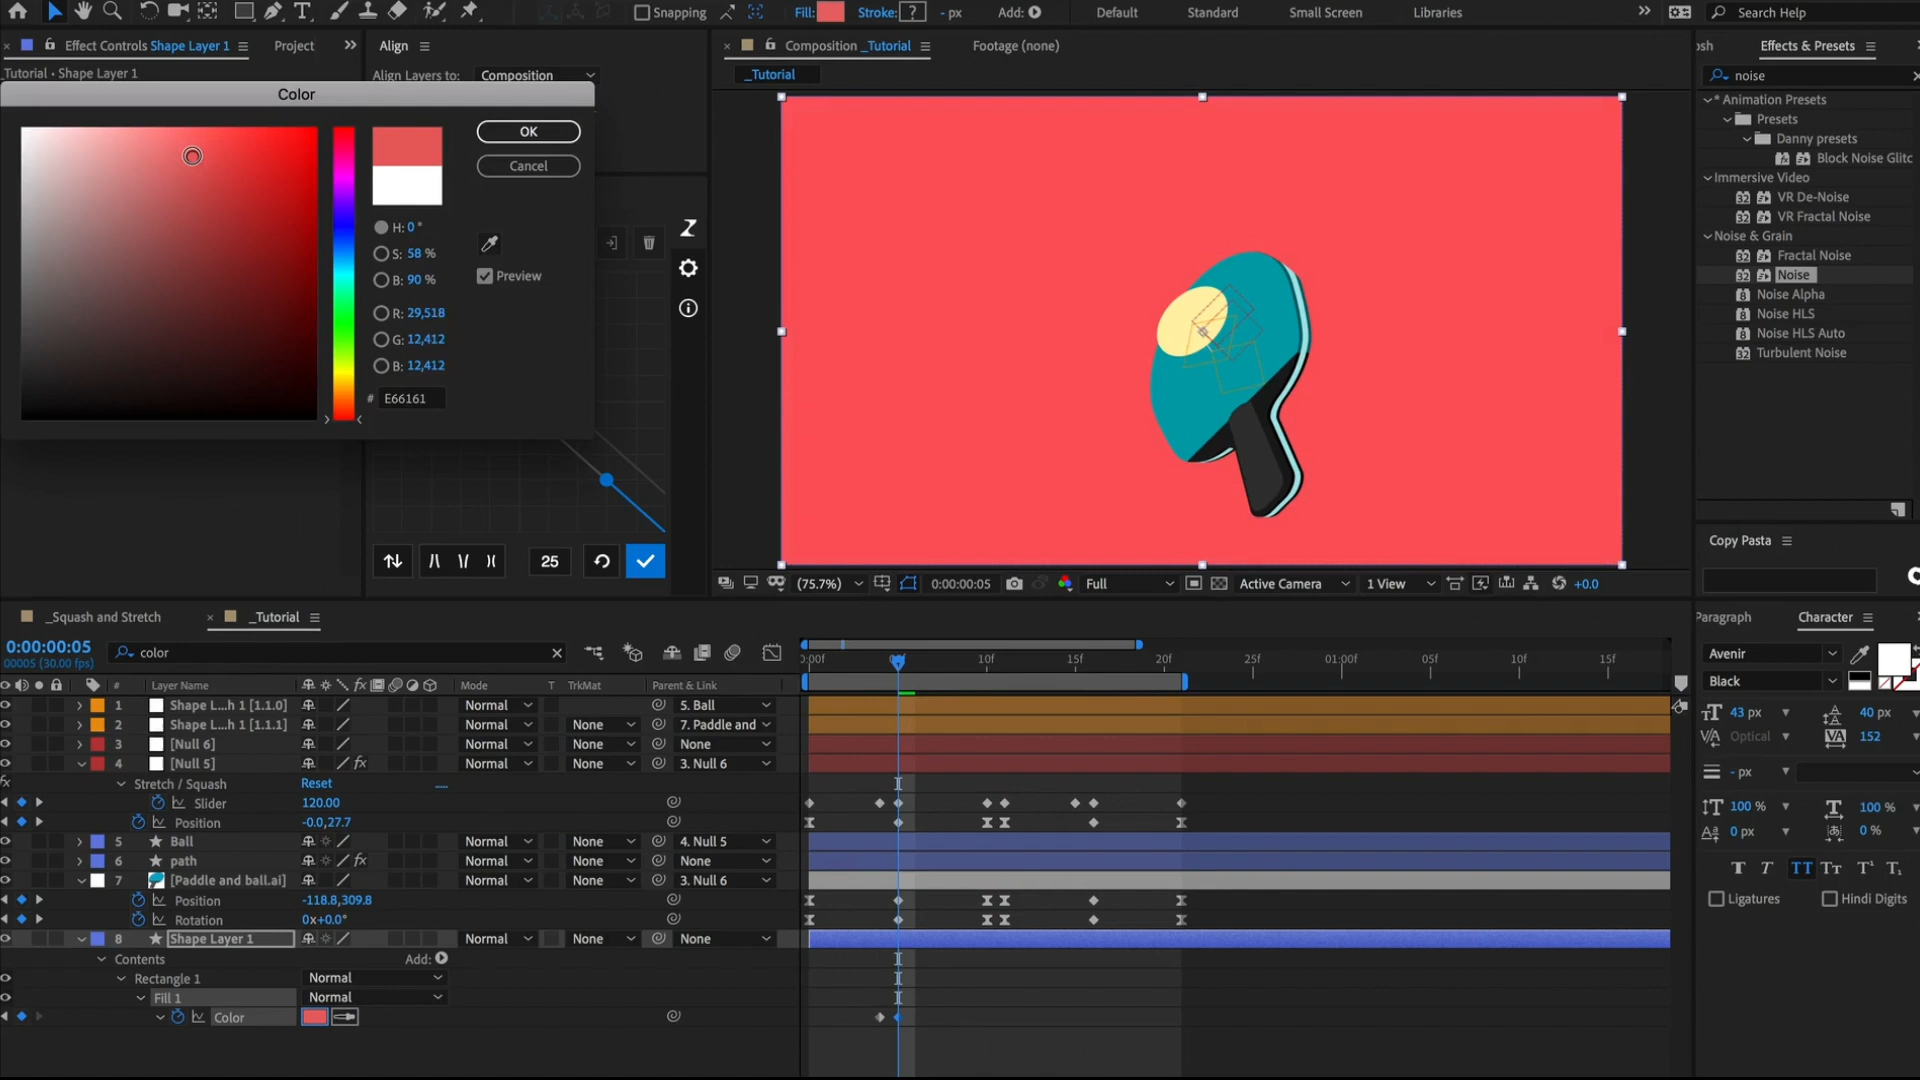 Snapping
Fill:
Stroke: ?
- px
Add:
Default
Standard
Small Screen
Libraries
Search Help
Effect Controls Shape Layer 1
Project
Align
Composition _Tutorial
Footage (none)
osh
Effects & Presets
_Tutorial • Shape Layer 1
Align Layers to: Composition
_Tutorial
noise
Color
* Animation Presets
Presets
Danny presets
Block Noise Glitc
Immersive Video
VR De-Noise
VR Fractal Noise
Noise & Grain
Fractal Noise
Noise
Noise Alpha
Noise HLS
Noise HLS Auto
Turbulent Noise
OK
Cancel
H: 0 °
S: 58 %
B: 90 %
Preview
R: 29,518
G: 12,412
B: 12,412
# E66161
25
Copy Pasta
(75.7%)
0:00:00:05
Full
Active Camera
1 View
+0.0
_Squash and Stretch
_Tutorial
Paragraph
Character
0:00:00:05
00005 (30.00 fps)
color
0:00f
10f
15f
20f
25f
01:00f
05f
10f
15f
# Layer Name
Mode
T TrkMat
Parent & Link
1 Shape L...h 1 [1.1.0] Normal 5. Ball
2 Shape L...h 1 [1.1.1] Normal None 7. Paddle and
3 [Null 6] Normal None None
4 [Null 5] fx Normal None 3. Null 6
Stretch / Squash Reset
Slider 120.00
Position -0.0,27.7
5 Ball Normal None 4. Null 5
6 path fx Normal None None
7 [Paddle and ball.ai] Normal None 3. Null 6
Position -118.8,309.8
Rotation 0x+0.0°
8 Shape Layer 1 Normal None None
Contents Add:
Rectangle 1 Normal
Fill 1 Normal
Color
Avenir
Black
43 px
40 px
Optical
152
- px
100 %
100 %
0 px
0 %
T T TT Tt T¹ T₁
Ligatures
Hindi Digits